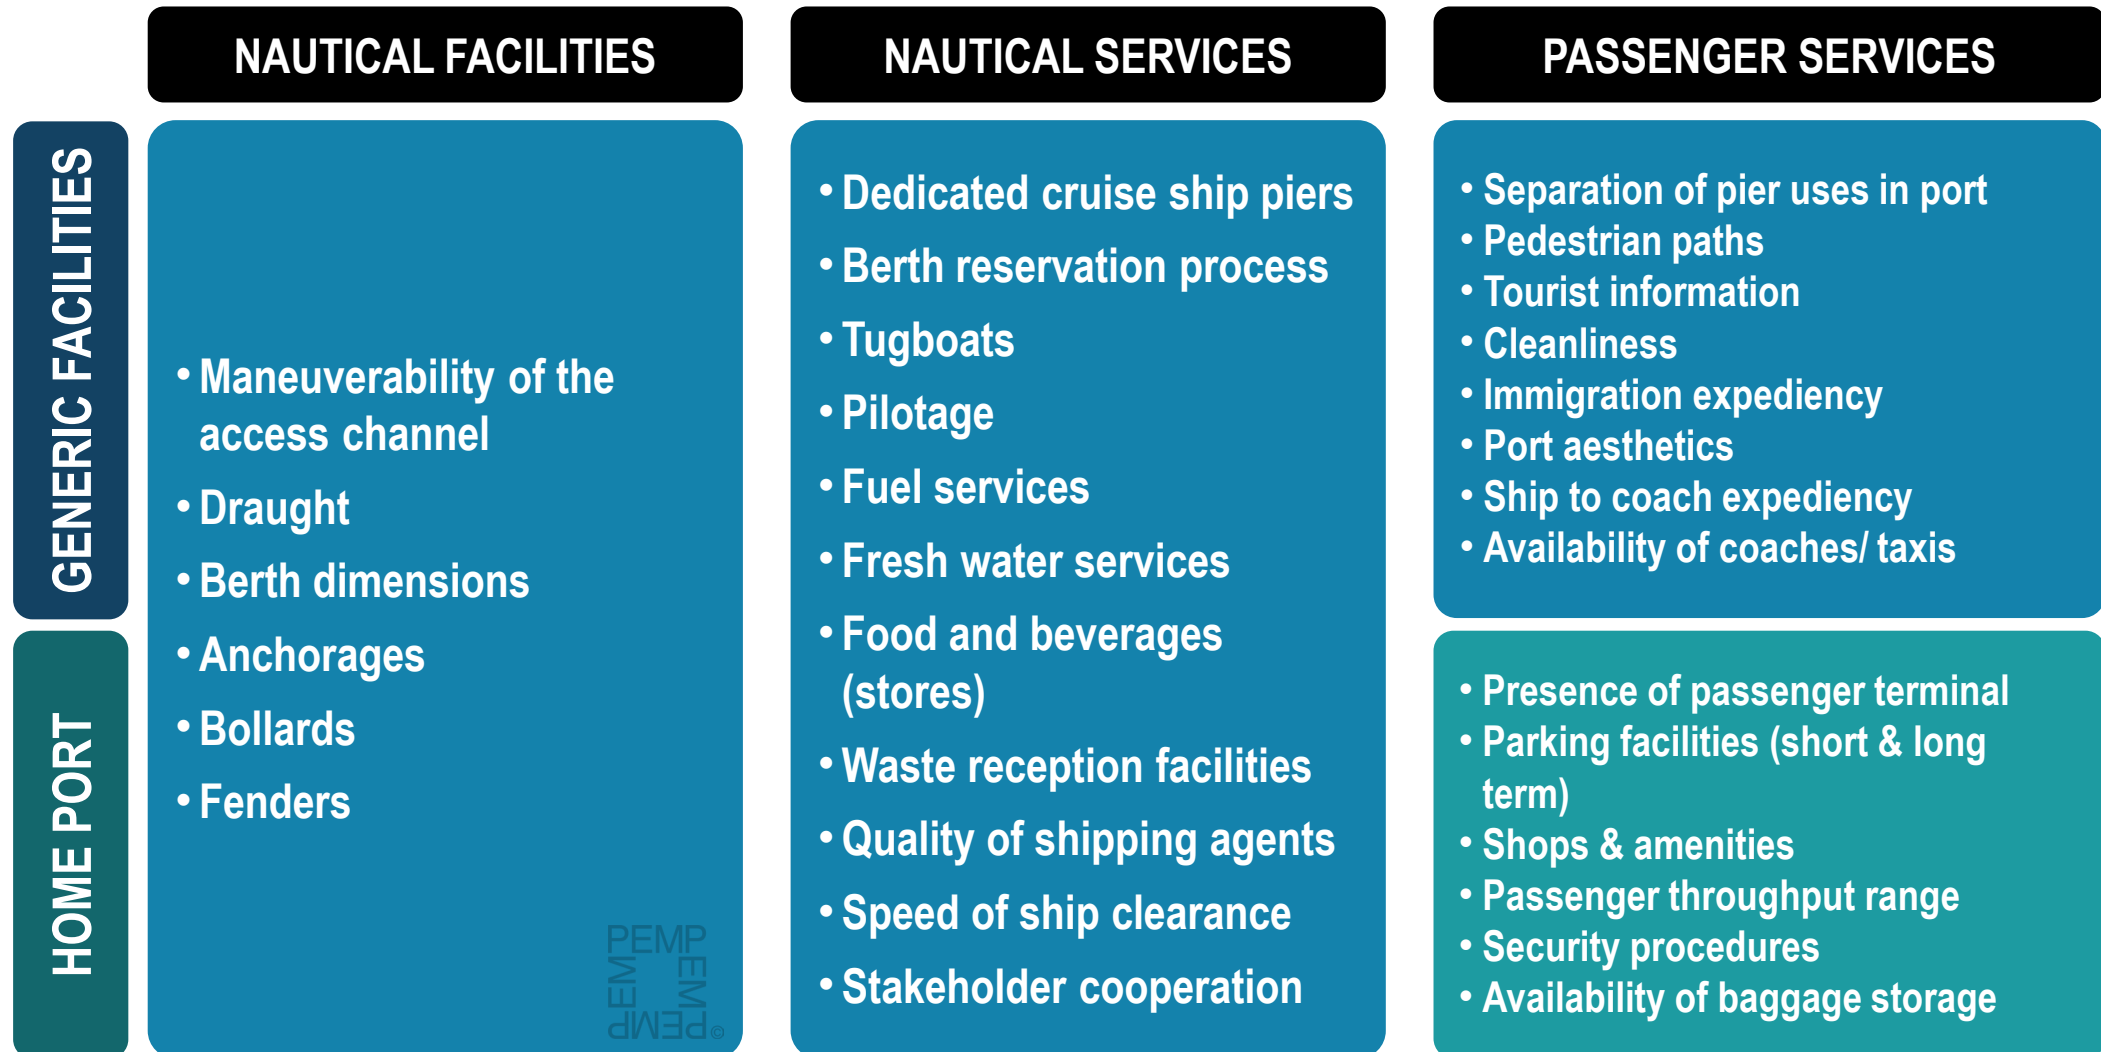 NAUTICAL FACILITIES
NAUTICAL SERVICES
PASSENGER SERVICES
GENERIC FACILITIES
HOME PORT
• Maneuverability of the
access channel
• Draught
• Berth dimensions
• Anchorages
• Bollards
• Fenders
PEMP
PEMP
PEMP
PEMP
©
• Dedicated cruise ship piers
• Berth reservation process
• Tugboats
• Pilotage
• Fuel services
• Fresh water services
• Food and beverages
(stores)
• Waste reception facilities
• Quality of shipping agents
• Speed of ship clearance
• Stakeholder cooperation
• Separation of pier uses in port
• Pedestrian paths
• Tourist information
• Cleanliness
• Immigration expediency
• Port aesthetics
• Ship to coach expediency
• Availability of coaches/ taxis
• Presence of passenger terminal
• Parking facilities (short & long
term)
• Shops & amenities
• Passenger throughput range
• Security procedures
• Availability of baggage storage